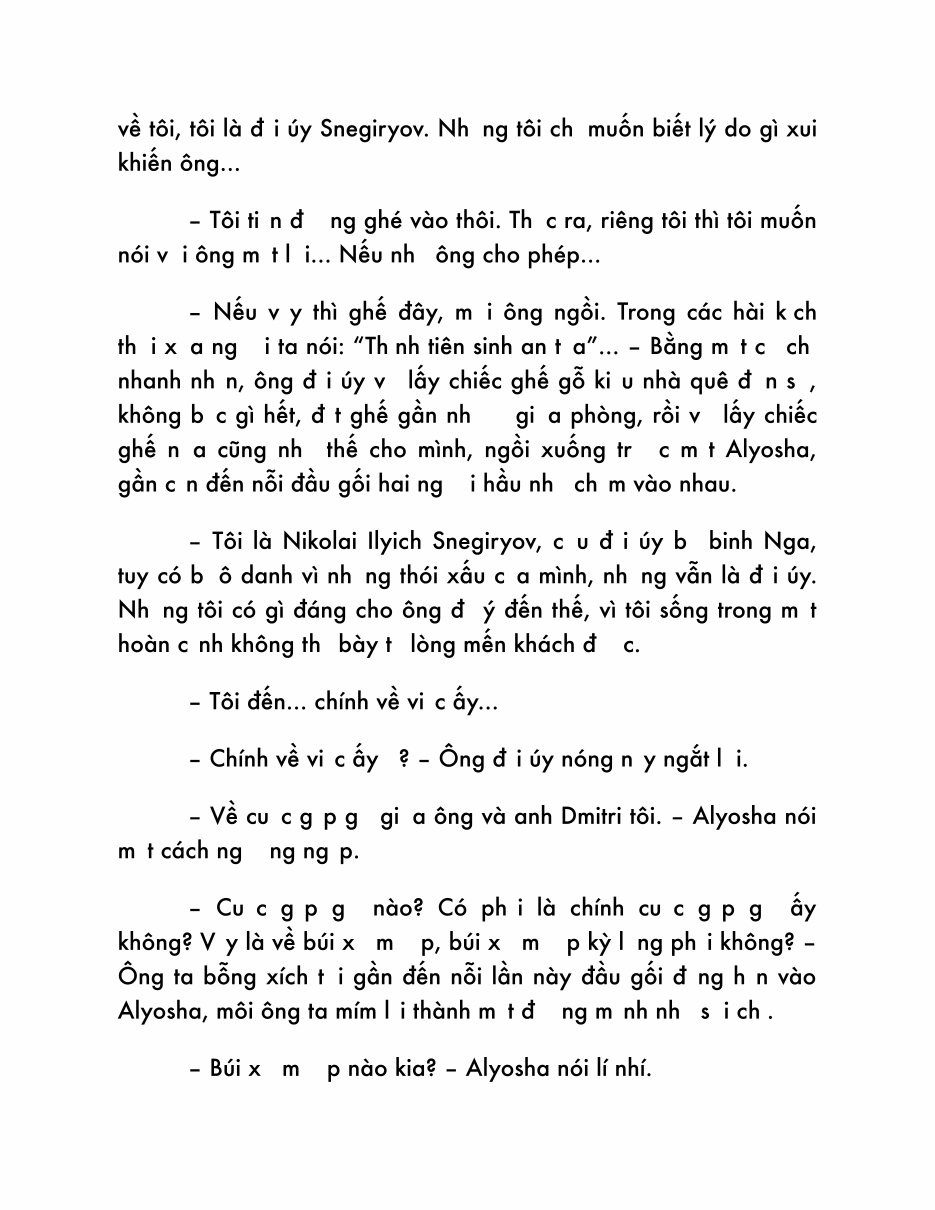 về tôi, tôi là đ i úy Snegiryov. Nh ng tôi ch muốn biết lý do gì xui
khiến ông...
– Tôi ti n đ ng ghé vào thôi. Th c ra, riêng tôi thì tôi muốn
nói v i ông m t l i... Nếu nh ông cho phép...
– Nếu v y thì ghế đây, m i ông ngồi. Trong các hài k ch
th i x a ng i ta nói: “Th nh tiên sinh an t a”... – Bằng m t c ch
nhanh nh n, ông đ i úy v lấy chiếc ghế gỗ ki u nhà quê đ n s ,
không b c gì hết, đ t ghế gần nh gi a phòng, rồi v lấy chiếc
ghế n a cũng nh thế cho mình, ngồi xuống tr c m t Alyosha,
gần c n đến nỗi đầu gối hai ng i hầu nh ch m vào nhau.
– Tôi là Nikolai Ilyich Snegiryov, c u đ i úy b binh Nga,
tuy có b ô danh vì nh ng thói xấu c a mình, nh ng vẫn là đ i úy.
Nh ng tôi có gì đáng cho ông đ ý đến thế, vì tôi sống trong m t
hoàn c nh không th bày t lòng mến khách đ c.
– Tôi đến... chính về vi c ấy...
– Chính về vi c ấy ? – Ông đ i úy nóng n y ngắt l i.
– Về cu c g p g gi a ông và anh Dmitri tôi. – Alyosha nói
m t cách ng ng ng p.
– Cu c g p g nào? Có ph i là chính cu c g p g ấy
không? V y là về búi x m p, búi x m p kỳ l ng ph i không? –
Ông ta bỗng xích t i gần đến nỗi lần này đầu gối đ ng h n vào
Alyosha, môi ông ta mím l i thành m t đ ng m nh nh s i ch .
– Búi x m p nào kia? – Alyosha nói lí nhí.